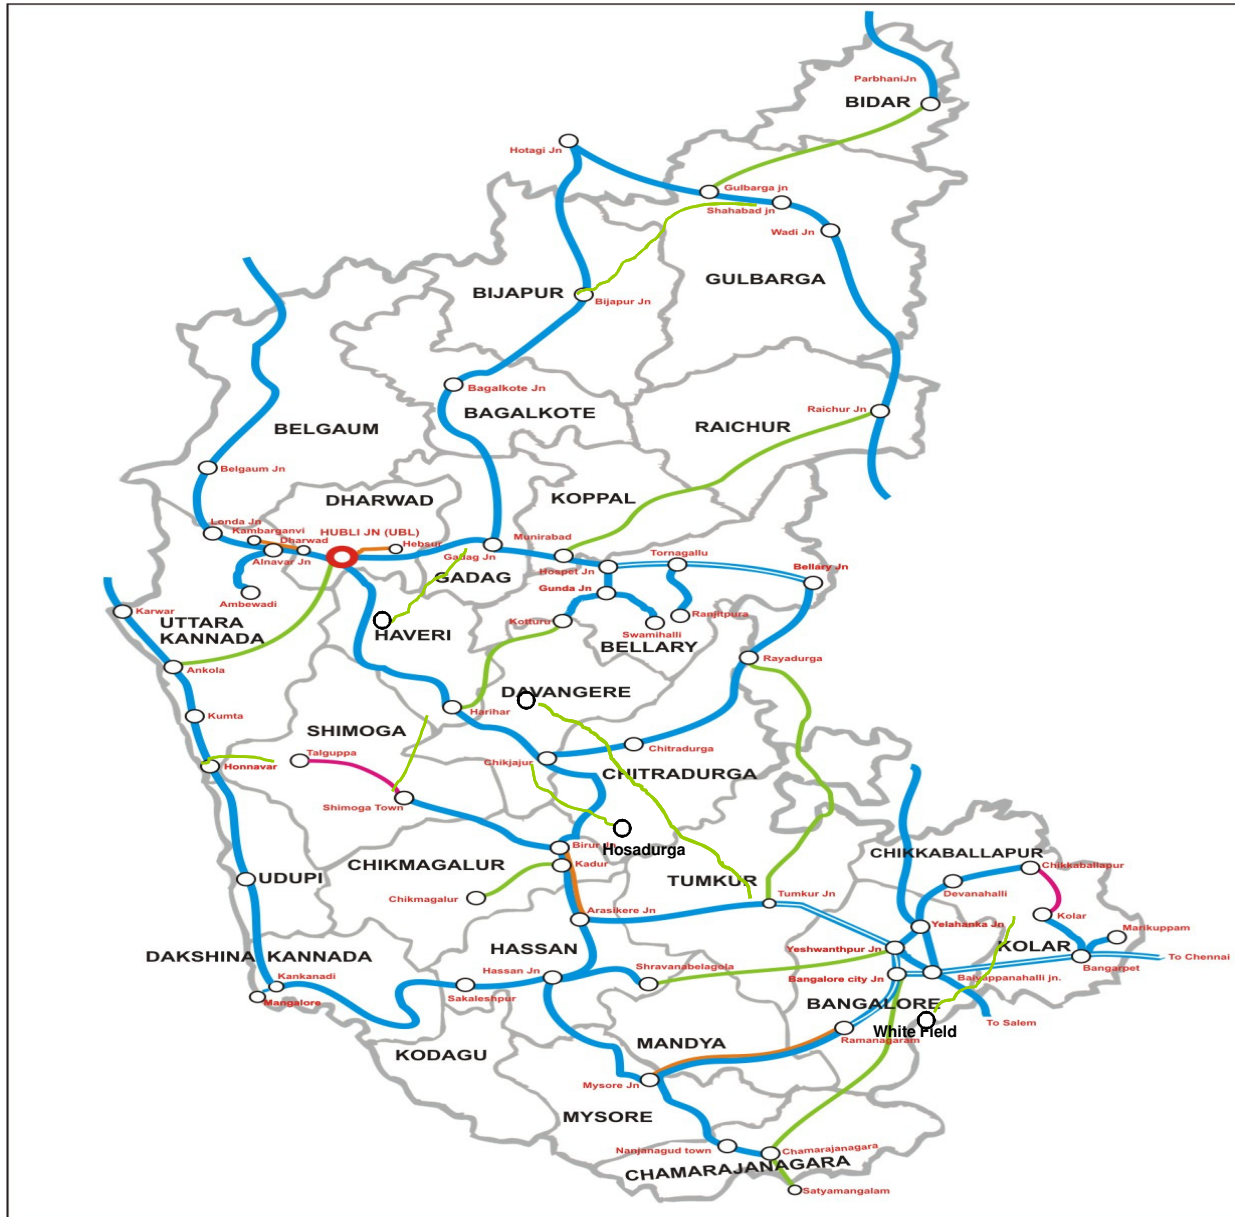 ParbhaniJn
BIDAR
Hotagi Jn
Gulbarga jn
Shahabad jn
Wadi Jn
GULBARGA
BIJAPUR
Bijapur Jn
Bagalkote Jn
BAGALKOTE
Raichur Jn
RAICHUR
BELGAUM
Belgaum Jn
DHARWAD
KOPPAL
Londa Jn
Kambarganvi
HUBLI JN (UBL)
Dharwad
Hebsur
Munirabad
Gadag Jn
Tornagallu
Alnavar Jn
GADAG
Hospet Jn
Bellary Jn
Gunda Jn
Ambewadi
Karwar
UTTARA
KANNADA
HAVERI
Kotturu
Swamihalli
Ranjitpura
BELLARY
Rayadurga
Ankola
DAVANGERE
Harihar
Kumta
SHIMOGA
Talguppa
Chitradurga
Chikjajur
CHITRADURGA
Honnavar
Shimoga Town
Hosadurga
Birur Jn
CHIKMAGALUR
Kadur
CHIKKABALLAPUR
Chikkaballapur
UDUPI
TUMKUR
Tumkur Jn
Devanahalli
Chikmagalur
Arasikere Jn
Kolar
Yelahanka Jn
Marikuppam
KOLAR
HASSAN
Yeshwanthpur Jn
DAKSHINA KANNADA
To Chennai
Kankanadi
Hassan Jn
Shravanabelagola
Bangalore city Jn
Baiyappanahalli jn.
Bangarpet
Sakaleshpur
Mangalore
BANGALORE
To Salem
White Field
Ramanagaram
MANDYA
KODAGU
Mysore Jn
MYSORE
Nanjanagud town
Chamarajanagara
CHAMARAJANAGARA
Satyamangalam